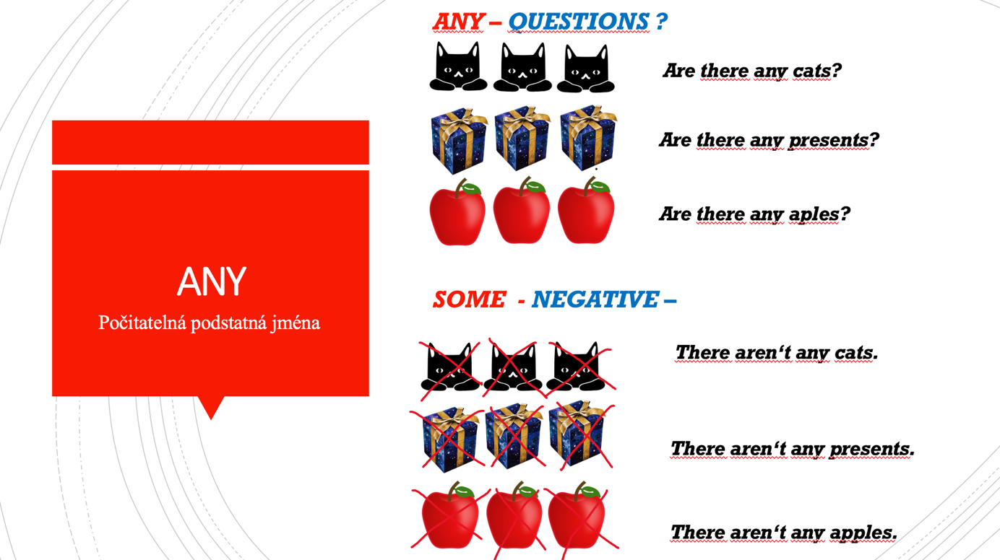 ANY
Počitatelná podstatná jména
ANY – QUESTIONS ?
Are there any cats?
Are there any presents?
Are there any aples?
SOME - NEGATIVE –
There aren‘t any cats.
There aren‘t any presents.
There aren‘t any apples.